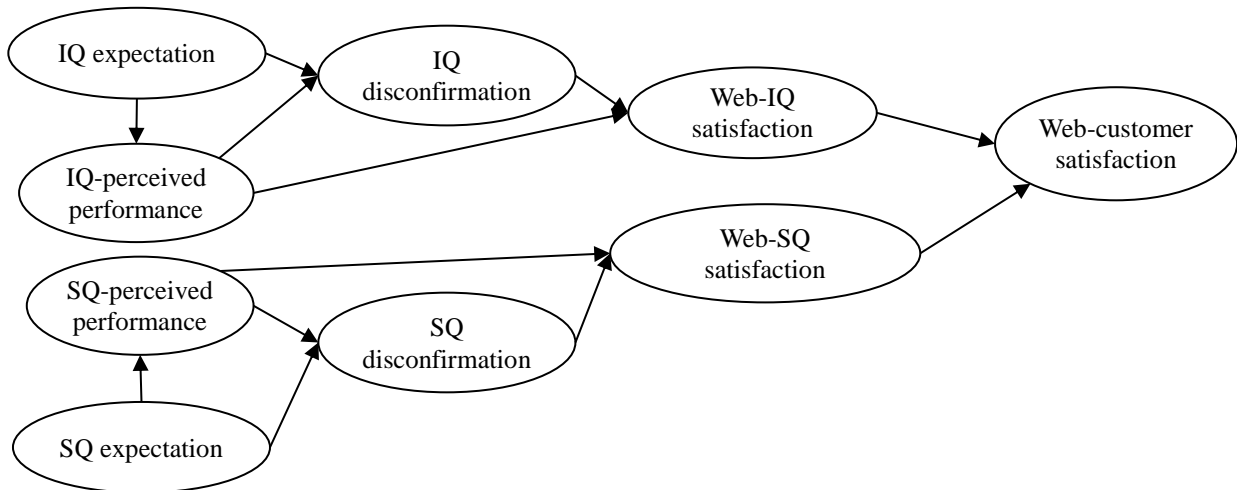 IQ expectation
IQ
disconfirmation
Web-IQ
satisfaction
Web-customer
satisfaction
IQ-perceived
performance
Web-SQ
satisfaction
SQ-perceived
performance
SQ
disconfirmation
SQ expectation